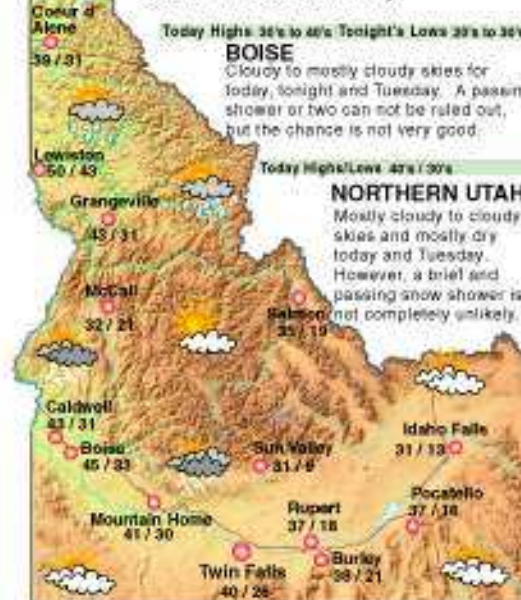 Coeur d'
Alene
39 / 31
Today Highs 30's to 40's Tonight's Lows 20's to 30's
BOISE
Cloudy to mostly cloudy skies for
today, tonight and Tuesday. A passin
shower or two can not be ruled out,
but the chance is not very good.
Lewiston
50 / 43
Today Highs/Lows 40's / 30's
Grangeville
43 / 31
NORTHERN UTAH
Mostly cloudy to cloudy
skies and mostly dry
today and Tuesday.
However, a brief and
passing snow shower is
not completely unlikely.
McCall
32 / 21
Salmon
35 / 19
Caldwell
43 / 31
Boise
45 / 33
Sun Valley
31 / 9
Idaho Falls
31 / 13
Mountain Home
41 / 30
Rupert
37 / 18
Pocatello
37 / 16
Twin Falls
40 / 26
Burley
38 / 21